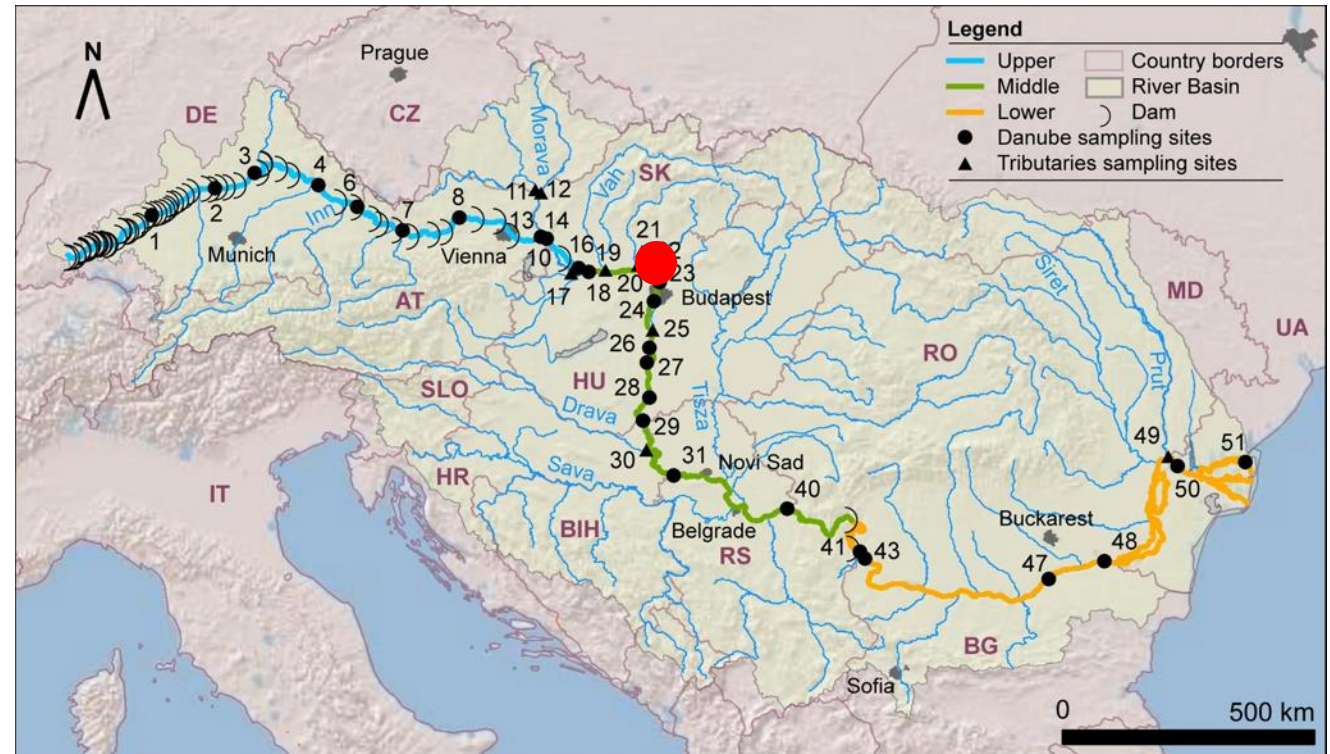 N
Prague
DE
CZ
Morava
Vah
SK
Legend
Upper
Country borders
Middle
River Basin
Lower
Dam
Danube sampling sites
Tributaries sampling sites
3
4
6
2
1
Inn
7
8
11
12
13
14
10
16
17
18
19
20
21
23
24
25
26
27
28
29
30
31
40
41
43
47
48
49
50
51
Munich
Vienna
Budapest
AT
SLO
HU
Drava
Tisza
Siret
Prut
MD
UA
RO
HR
Sava
Novi Sad
IT
BIH
Belgrade
RS
Buckarest
BG
Sofia
0
500 km